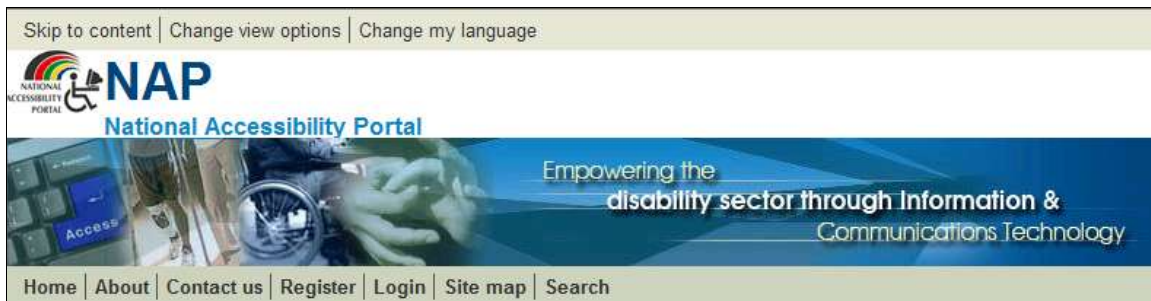 Skip to content | Change view options | Change my language
NATIONAL
ACCESSIBILITY
PORTAL
NAP
National Accessibility Portal
Access
Empowering the
disability sector through Information &
Communications Technology
Home | About | Contact us | Register | Login | Site map | Search